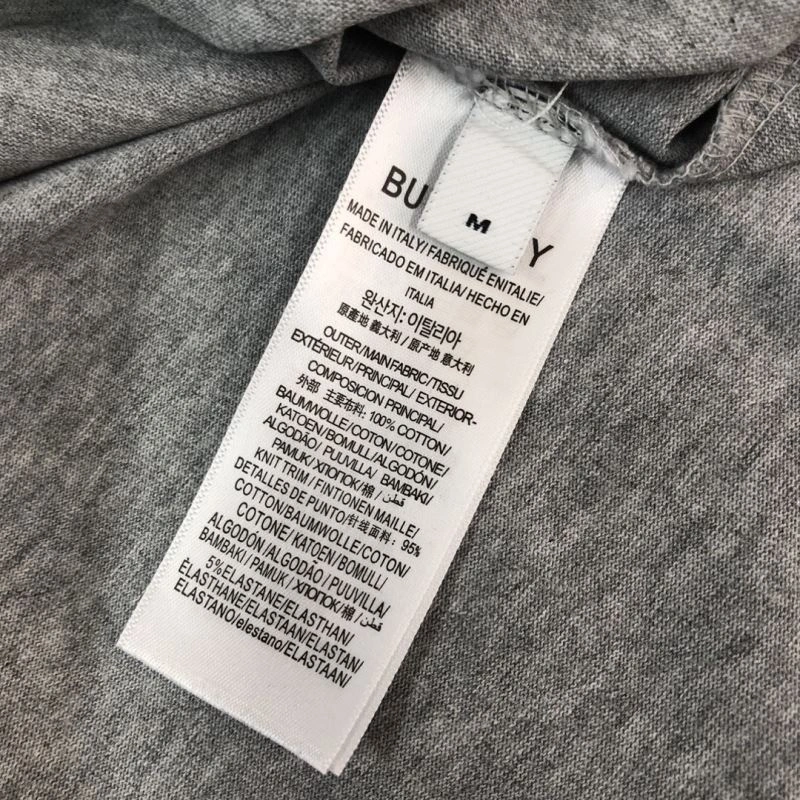 BU
M
Y
MADE IN ITALY/FABRIQUÉ ENITALIE/
FABRICADO EM ITALIA/ HECHO EN
ITALIA
완산지: 이탈리아
原產地 義大利 / 原产地 意大利
OUTER/MAINFABRIC/TISSU
EXTÉRIEUR/PRINCIPAL/ EXTERIOR-
COMPOSICION PRINCIPAL/
外部 主要布料: 100% COTTON/
BAUMWOLLE/COTON/COTONE/
KATOEN/BOMULL/ALGODÓN/
ALGODÃO/ PUUVILLA/ BAMBAKI/
PAMUK/ХЛОПОК/棉 / قطن
KNIT TRIM / FINTIONEN MAILLE/
DETALLES DE PUNTO/针线面料: 95%
COTTON/BAUMWOLLE/COTON/
COTONE/ KATOEN/BOMULL/
ALGODÓN /ALGODÃO / PUUVILLA/
BAMBAKI / PAMUK / ХЛОПОК/棉 / قطن
5%ELASTANE/ELASTHAN/
ÉLASTHANE/ELASTAAN/ELASTAN/
ELASTANO/elestano/ELASTAAN/